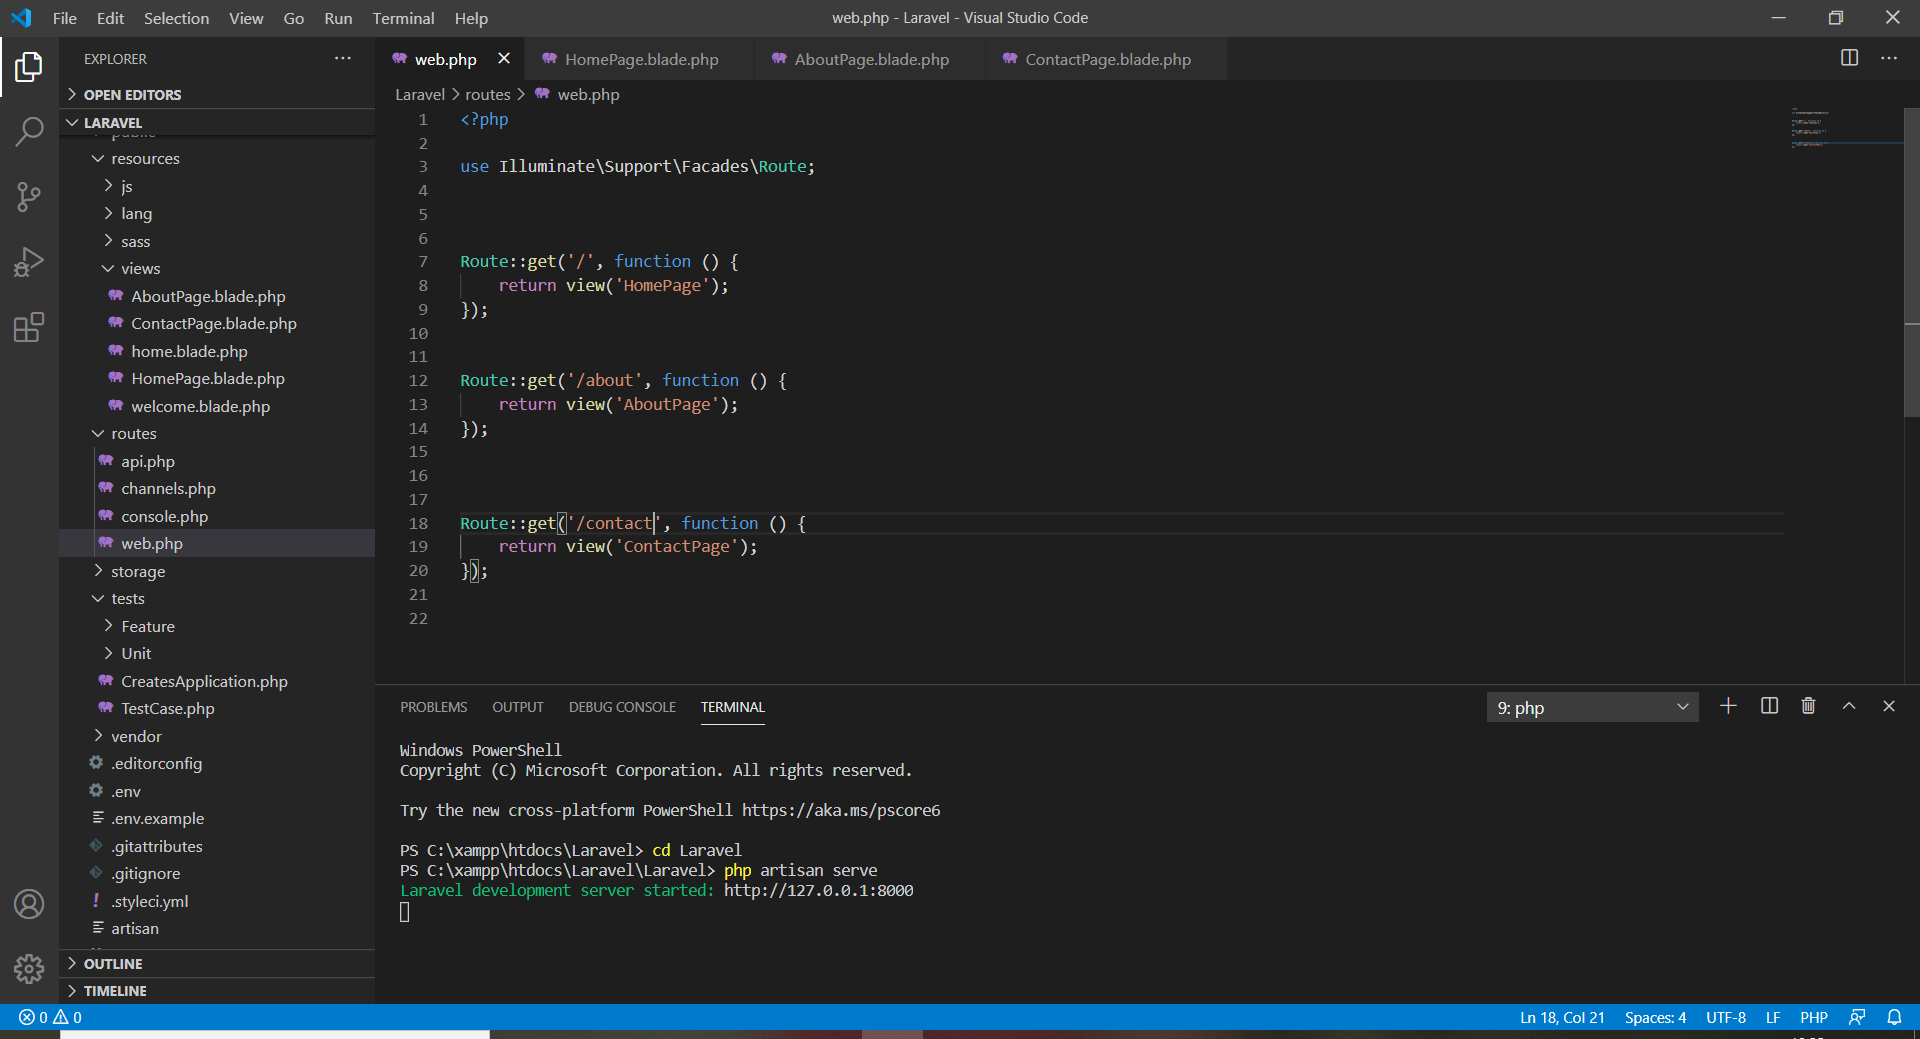 File Edit Selection View Go Run Terminal Help
web.php - Laravel - Visual Studio Code
EXPLORER
OPEN EDITORS
LARAVEL
public
resources
js
lang
sass
views
AboutPage.blade.php
ContactPage.blade.php
home.blade.php
HomePage.blade.php
welcome.blade.php
routes
api.php
channels.php
console.php
web.php
storage
tests
Feature
Unit
CreatesApplication.php
TestCase.php
vendor
.editorconfig
.env
.env.example
.gitattributes
.gitignore
.styleci.yml
artisan
OUTLINE
TIMELINE
web.php HomePage.blade.php AboutPage.blade.php ContactPage.blade.php
Laravel > routes > web.php
1 <?php
2
3 use Illuminate\Support\Facades\Route;
4
5
6
7 Route::get('/', function () {
8     return view('HomePage');
9 });
10
11
12 Route::get('/about', function () {
13     return view('AboutPage');
14 });
15
16
17
18 Route::get('/contact', function () {
19     return view('ContactPage');
20 });
21
22
PROBLEMS OUTPUT DEBUG CONSOLE TERMINAL
9: php
Windows PowerShell
Copyright (C) Microsoft Corporation. All rights reserved.
Try the new cross-platform PowerShell https://aka.ms/pscore6
PS C:\xampp\htdocs\Laravel> cd Laravel
PS C:\xampp\htdocs\Laravel\Laravel> php artisan serve
Laravel development server started: http://127.0.0.1:8000
0 0
Ln 18, Col 21 Spaces: 4 UTF-8 LF PHP